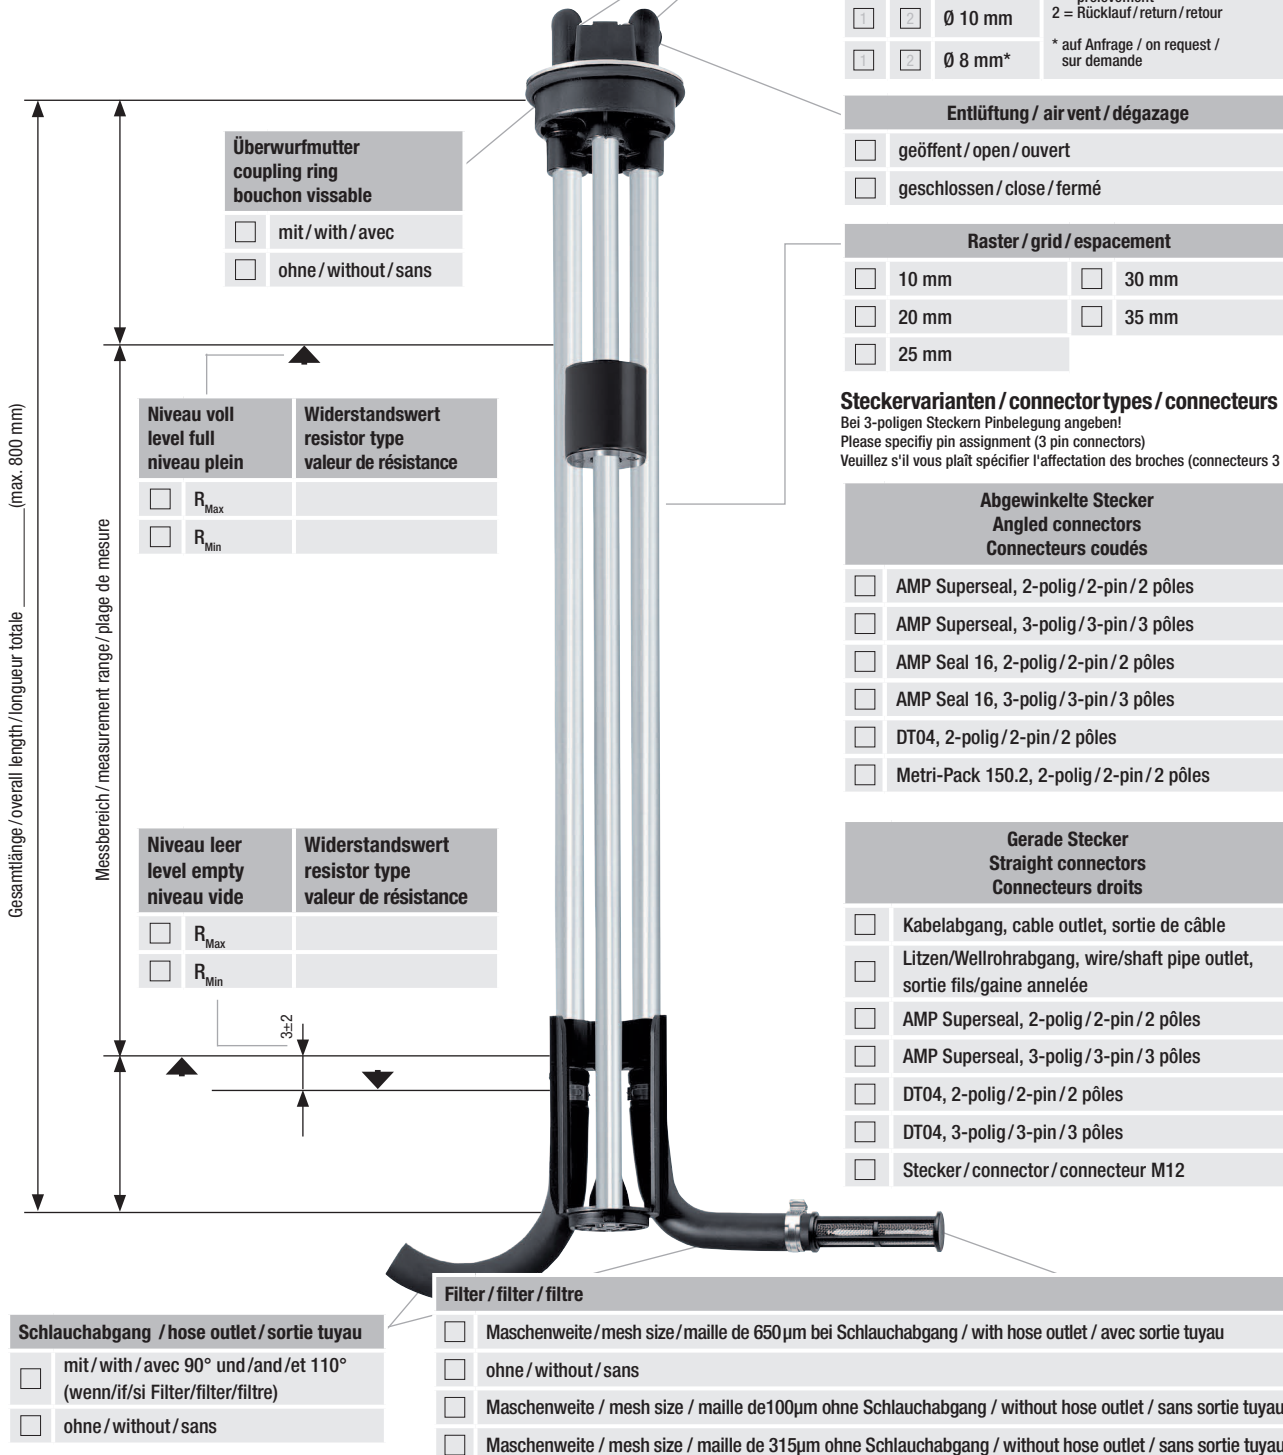 prélèvement
1 2 Ø 10 mm
2 = Rücklauf / return / retour
1 2 Ø 8 mm*
* auf Anfrage / on request /
sur demande
Entlüftung / air vent / dégazage
geöffent / open / ouvert
geschlossen / close / fermé
Überwurfmutter
coupling ring
bouchon vissable
mit / with / avec
ohne / without / sans
Raster / grid / espacement
10 mm 30 mm
20 mm 35 mm
25 mm
Gesamtlänge / overall length / longueur totale ______ (max. 800 mm)
Messbereich / measurement range / plage de mesure
Niveau voll
level full
niveau plein
Widerstandswert
resistor type
valeur de résistance
RMax
RMin
Steckervarianten / connector types / connecteurs
Bei 3-poligen Steckern Pinbelegung angeben!
Please specifiy pin assignment (3 pin connectors)
Veuillez s'il vous plaît spécifier l'affectation des broches (connecteurs 3
Abgewinkelte Stecker
Angled connectors
Connecteurs coudés
AMP Superseal, 2-polig / 2-pin / 2 pôles
AMP Superseal, 3-polig / 3-pin / 3 pôles
AMP Seal 16, 2-polig / 2-pin / 2 pôles
AMP Seal 16, 3-polig / 3-pin / 3 pôles
DT04, 2-polig / 2-pin / 2 pôles
Metri-Pack 150.2, 2-polig / 2-pin / 2 pôles
Niveau leer
level empty
niveau vide
Widerstandswert
resistor type
valeur de résistance
RMax
RMin
3±2
Gerade Stecker
Straight connectors
Connecteurs droits
Kabelabgang, cable outlet, sortie de câble
Litzen/Wellrohrabgang, wire/shaft pipe outlet,
sortie fils/gaine annelée
AMP Superseal, 2-polig / 2-pin / 2 pôles
AMP Superseal, 3-polig / 3-pin / 3 pôles
DT04, 2-polig / 2-pin / 2 pôles
DT04, 3-polig / 3-pin / 3 pôles
Stecker / connector / connecteur M12
Schlauchabgang / hose outlet / sortie tuyau
mit / with / avec 90° und / and / et 110°
(wenn/if/si Filter/filter/filtre)
ohne / without / sans
Filter / filter / filtre
Maschenweite / mesh size / maille de 650µm bei Schlauchabgang / with hose outlet / avec sortie tuyau
ohne / without / sans
Maschenweite / mesh size / maille de100µm ohne Schlauchabgang / without hose outlet / sans sortie tuyau
Maschenweite / mesh size / maille de 315µm ohne Schlauchabgang / without hose outlet / sans sortie tuyau